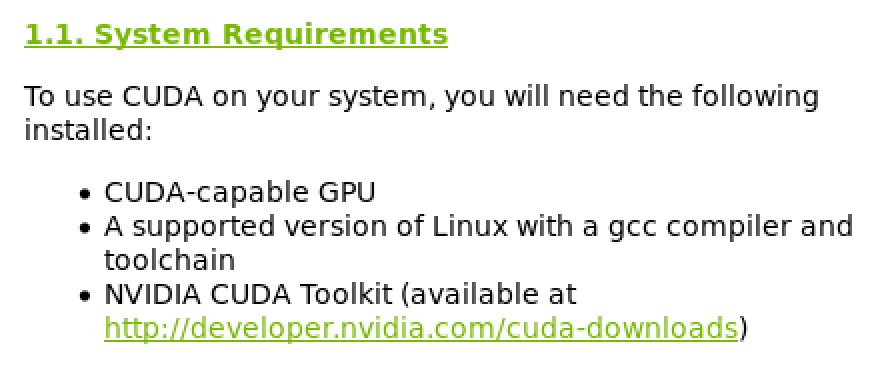 1.1. System Requirements
To use CUDA on your system, you will need the following
installed:
• CUDA-capable GPU
• A supported version of Linux with a gcc compiler and
toolchain
• NVIDIA CUDA Toolkit (available at
http://developer.nvidia.com/cuda-downloads)